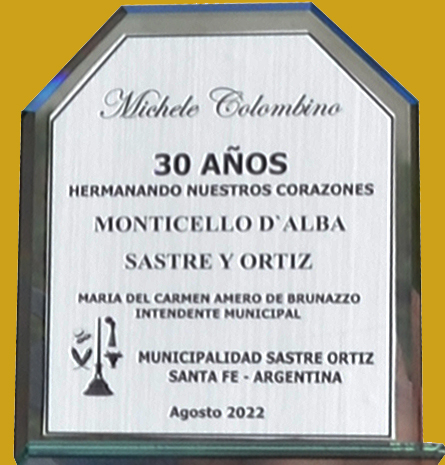 Michele Colombino
30 AÑOS
HERMANANDO NUESTROS CORAZONES
MONTICELLO D`ALBA
SASTRE Y ORTIZ
MARIA DEL CARMEN AMERO DE BRUNAZZO
INTENDENTE MUNICIPAL
MUNICIPALIDAD SASTRE ORTIZ
SANTA FE - ARGENTINA
Agosto 2022